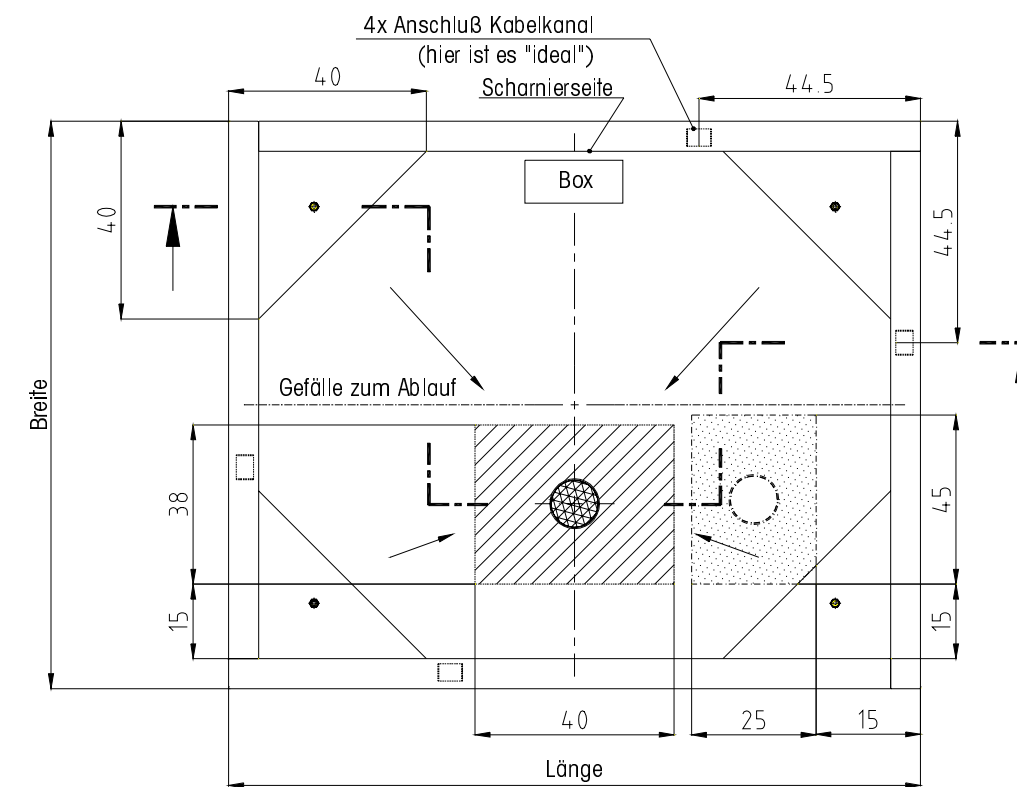 4x Anschluß Kabelkanal
(hier ist es "ideal")
40
Scharnierseite
44.5
Box
40
44.5
Gefälle zum Ablauf
Breite
38
45
15
15
40
25
15
Länge